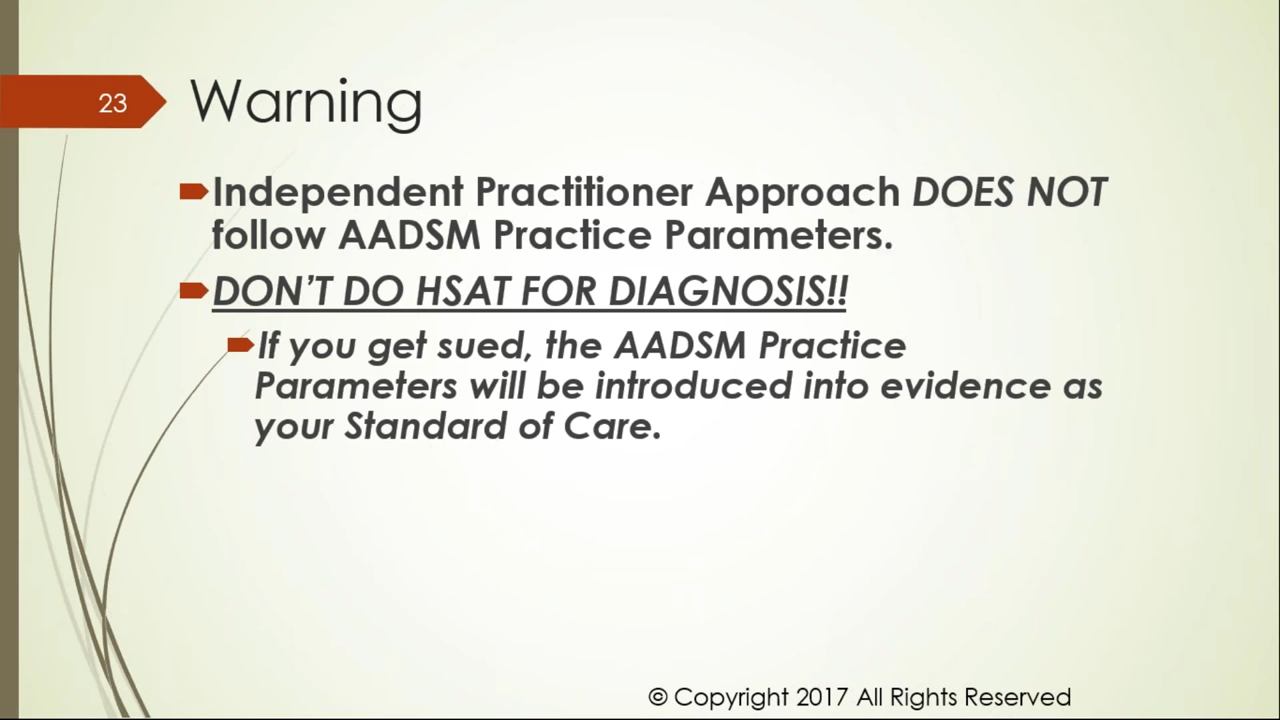 23
Warning
Independent Practitioner Approach DOES NOT
follow AADSM Practice Parameters.
DON'T DO HSAT FOR DIAGNOSIS!!
If you get sued, the AADSM Practice
Parameters will be introduced into evidence as
your Standard of Care.
© Copyright 2017 All Rights Reserved